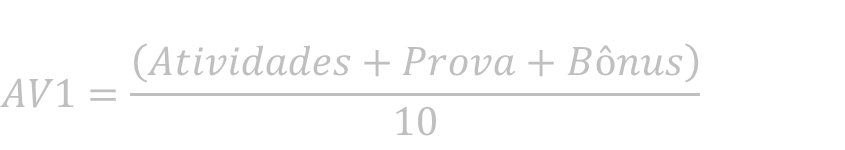 AV1 = (Atividades + Prova + Bônus) / 10